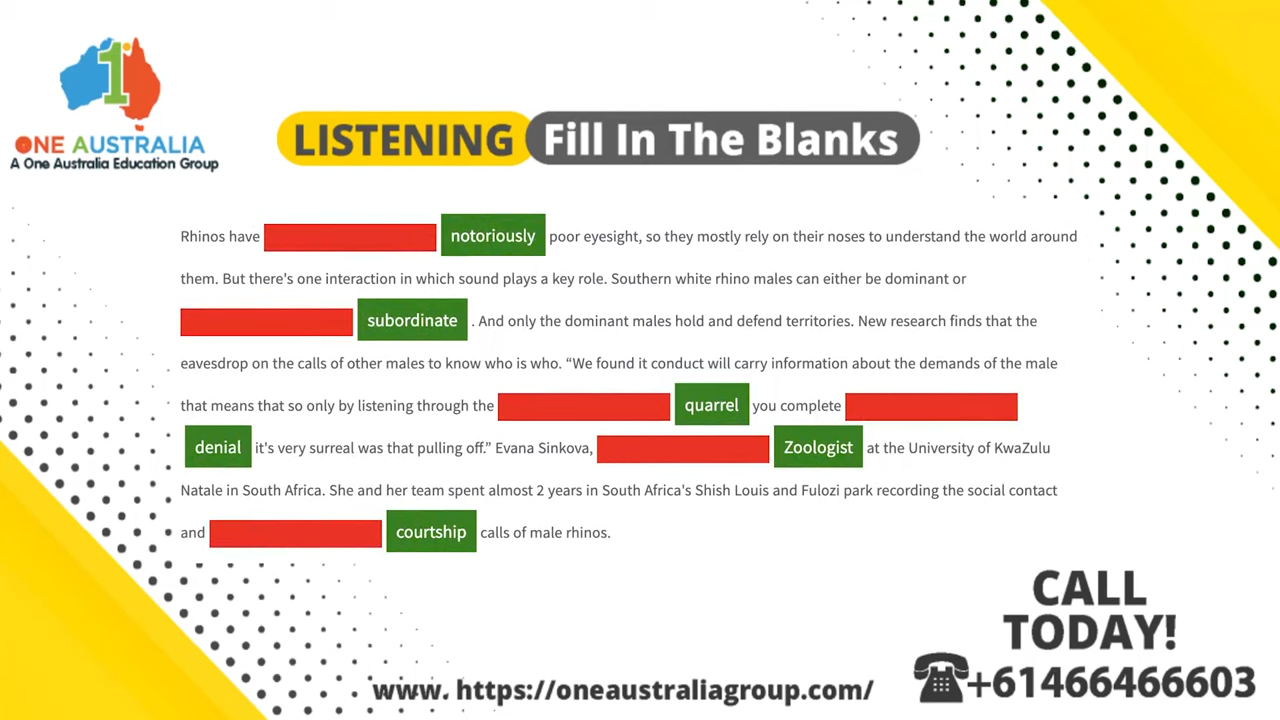 1
ONE AUSTRALIA
A One Australia Education Group
LISTENING Fill In The Blanks
Rhinos have notoriously poor eyesight, so they mostly rely on their noses to understand the world around
them. But there's one interaction in which sound plays a key role. Southern white rhino males can either be dominant or
subordinate . And only the dominant males hold and defend territories. New research finds that the
eavesdrop on the calls of other males to know who is who. “We found it conduct will carry information about the demands of the male
that means that so only by listening through the quarrel you complete
denial it's very surreal was that pulling off.” Evana Sinkova, Zoologist at the University of KwaZulu
Natale in South Africa. She and her team spent almost 2 years in South Africa's Shish Louis and Fulozi park recording the social contact
and courtship calls of male rhinos.
CALL
TODAY!
+61466466603
www. https://oneaustraliagroup.com/